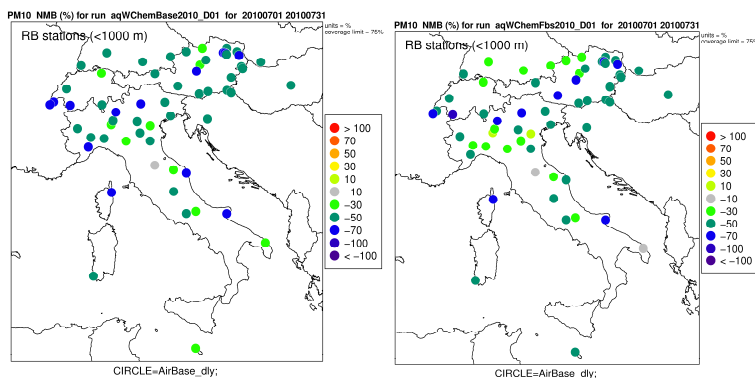 PM10 NMB (%) for run aqWChemBase2010_D01 for 20100701 20100731
units = %
coverage limit = 75%
RB stations (<1000 m)
> 100
70
50
30
10
10
−30
−50
−70
−100
< −100
CIRCLE=AirBase_dly;
PM10 NMB (%) for run aqWChemFbs2010_D01 for 20100701 20100731
units = %
coverage limit = 75%
RB stations (<1000 m)
> 100
70
50
30
10
−10
−30
−50
−70
−100
< −100
CIRCLE=AirBase_dly;